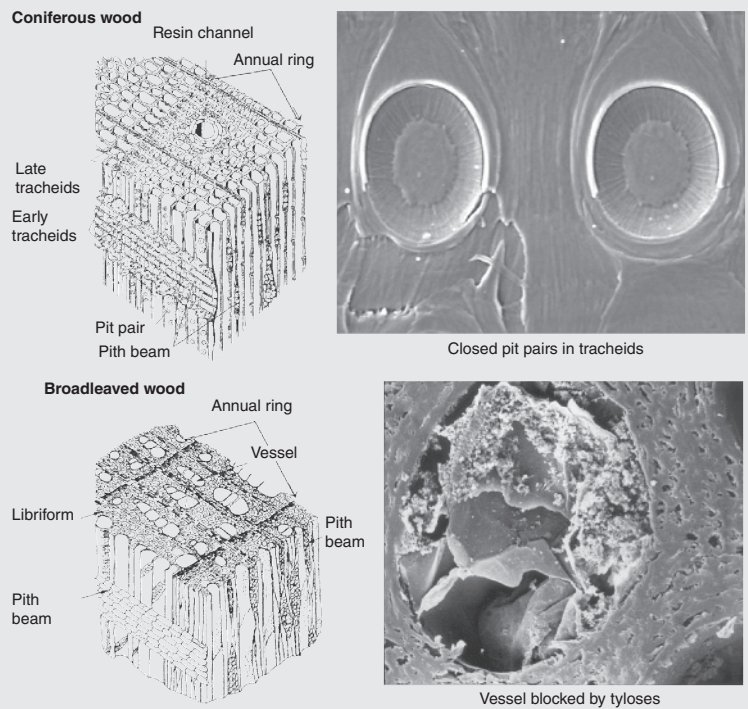 Coniferous wood
Resin channel
Annual ring
Late
tracheids
Early
tracheids
Pit pair
Pith beam
Closed pit pairs in tracheids
Broadleaved wood
Annual ring
Vessel
Libriform
Pith
beam
Pith
beam
Vessel blocked by tyloses